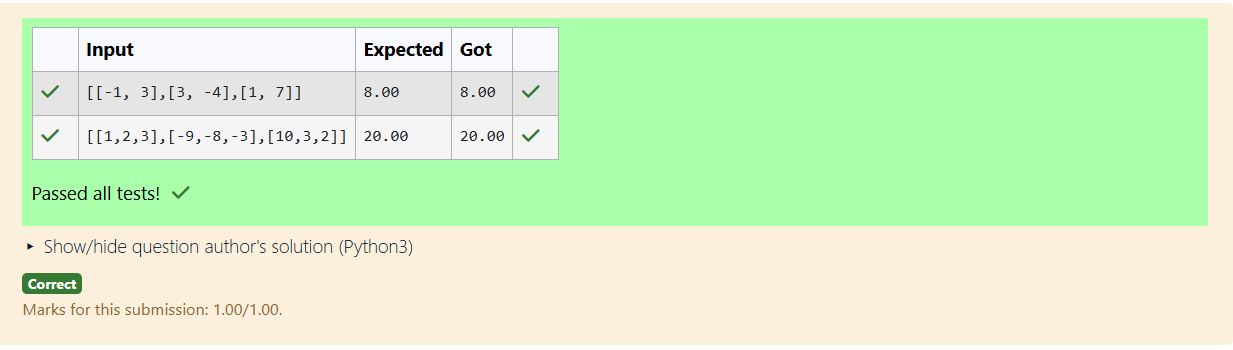 Input Expected Got
[[-1, 3],[3, -4],[1, 7]] 8.00 8.00
[[1,2,3],[-9,-8,-3],[10,3,2]] 20.00 20.00
Passed all tests!
Show/hide question author's solution (Python3)
Correct
Marks for this submission: 1.00/1.00.